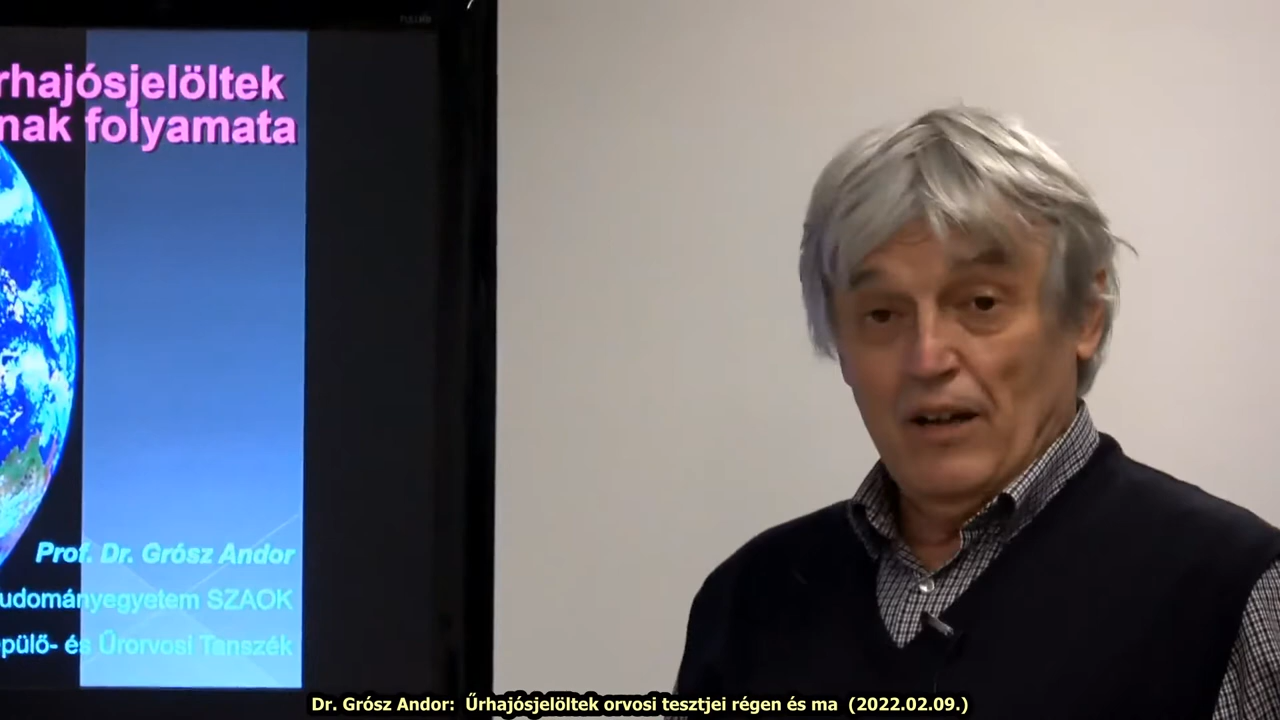 rhajósjelöltek
nak folyamata
Prof. Dr. Grósz Andor
udományegyetem SZAOK
pülő- és Űrorvosi Tanszék
Dr. Grósz Andor: Űrhajósjelöltek orvosi tesztjei régen és ma (2022.02.09.)